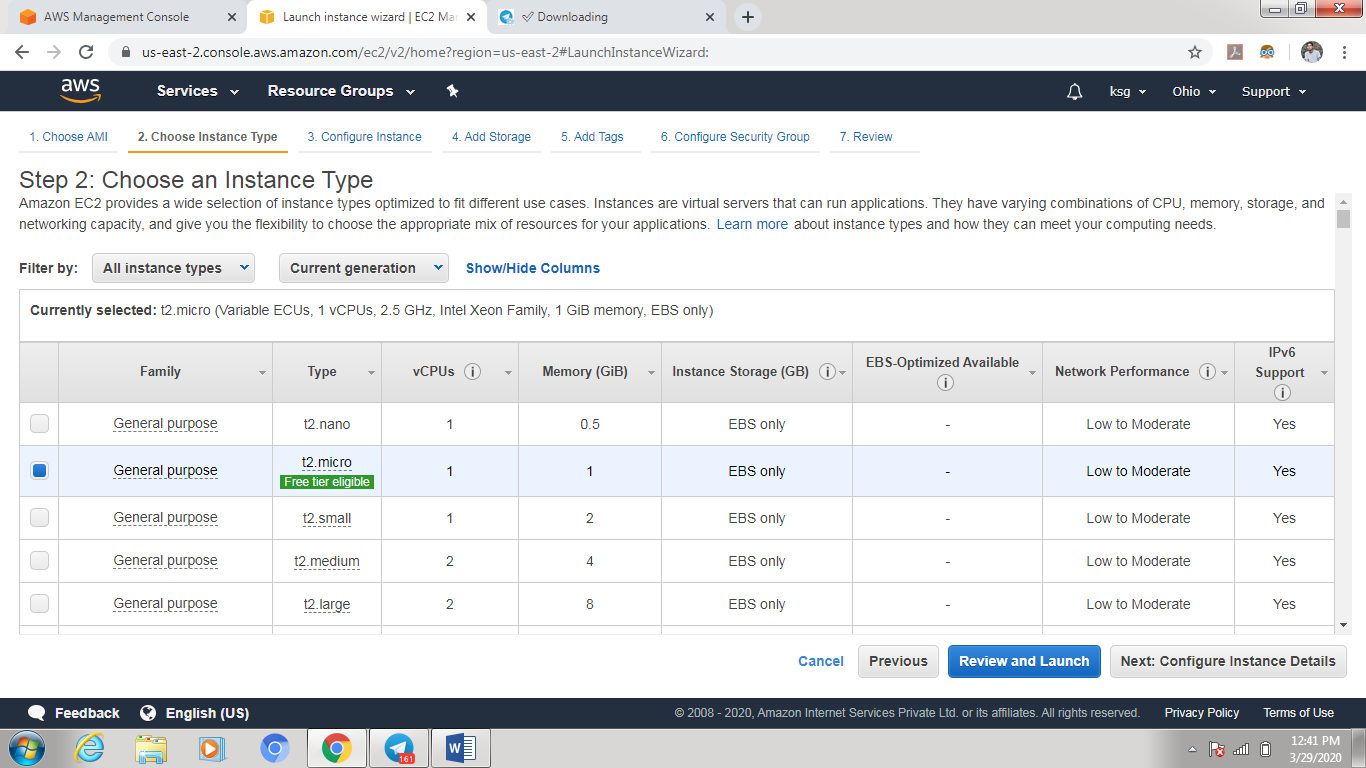 AWS Management Console
Launch instance wizard | EC2 Man
Downloading
us-east-2.console.aws.amazon.com/ec2/v2/home?region=us-east-2#LaunchInstanceWizard:
aws
Services
Resource Groups
ksg
Ohio
Support
1. Choose AMI
2. Choose Instance Type
3. Configure Instance
4. Add Storage
5. Add Tags
6. Configure Security Group
7. Review
Step 2: Choose an Instance Type
Amazon EC2 provides a wide selection of instance types optimized to fit different use cases. Instances are virtual servers that can run applications. They have varying combinations of CPU, memory, storage, and
networking capacity, and give you the flexibility to choose the appropriate mix of resources for your applications. Learn more about instance types and how they can meet your computing needs.
Filter by: All instance types Current generation Show/Hide Columns
Currently selected: t2.micro (Variable ECUs, 1 vCPUs, 2.5 GHz, Intel Xeon Family, 1 GiB memory, EBS only)
Family Type vCPUs Memory (GiB) Instance Storage (GB) EBS-Optimized Available Network Performance IPv6 Support
General purpose t2.nano 1 0.5 EBS only - Low to Moderate Yes
General purpose t2.micro 1 1 EBS only - Low to Moderate Yes
Free tier eligible
General purpose t2.small 1 2 EBS only - Low to Moderate Yes
General purpose t2.medium 2 4 EBS only - Low to Moderate Yes
General purpose t2.large 2 8 EBS only - Low to Moderate Yes
Cancel Previous Review and Launch Next: Configure Instance Details
Feedback English (US) © 2008 - 2020, Amazon Internet Services Private Ltd. or its affiliates. All rights reserved. Privacy Policy Terms of Use
161
12:41 PM
3/29/2020